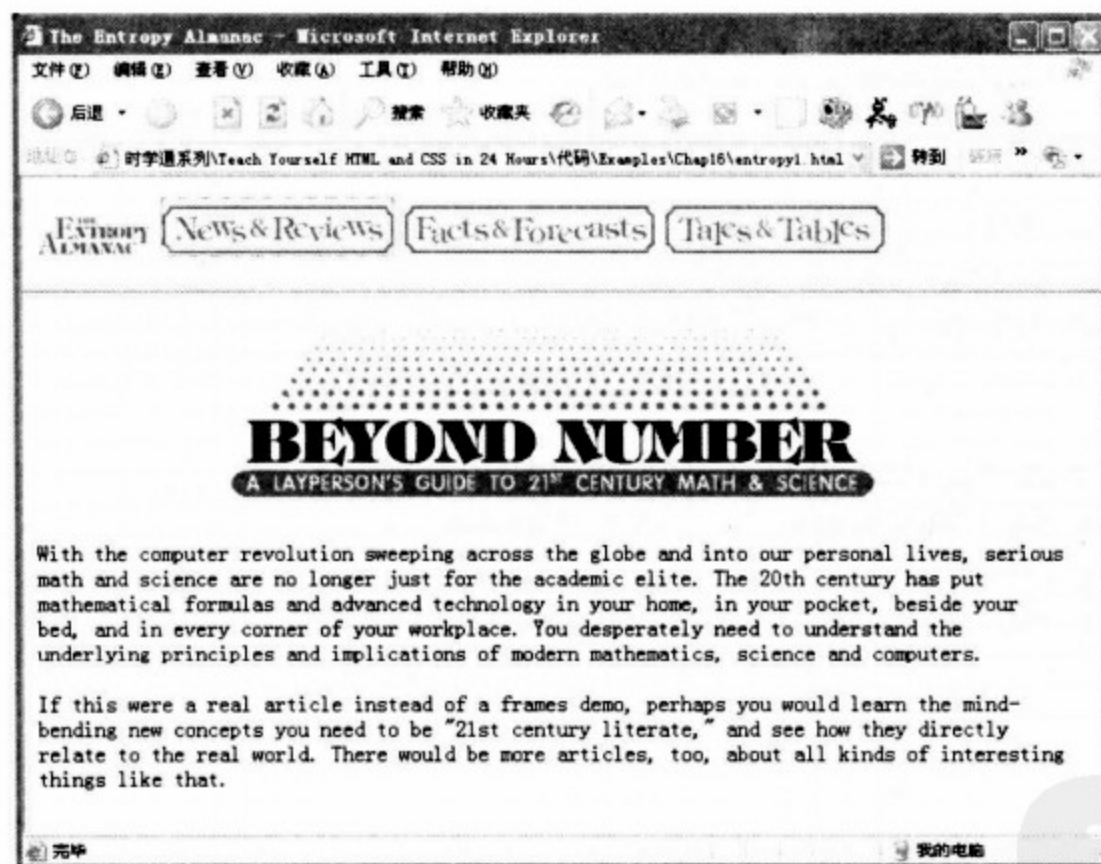 The Entropy Almanac - Microsoft Internet Explorer
文件(F) 编辑(E) 查看(V) 收藏(A) 工具(T) 帮助(H)
后退 搜索 收藏夹
时学通系列\Teach Yourself HTML and CSS in 24 Hours\代码\Examples\Chap16\entropy1.html 转到 »
THE ENTROPY ALMANAC News & Reviews Facts & Forecasts Tales & Tables
BEYOND NUMBER
A LAYPERSON'S GUIDE TO 21ST CENTURY MATH & SCIENCE
With the computer revolution sweeping across the globe and into our personal lives, serious
math and science are no longer just for the academic elite. The 20th century has put
mathematical formulas and advanced technology in your home, in your pocket, beside your
bed, and in every corner of your workplace. You desperately need to understand the
underlying principles and implications of modern mathematics, science and computers.
If this were a real article instead of a frames demo, perhaps you would learn the mind-
bending new concepts you need to be "21st century literate," and see how they directly
relate to the real world. There would be more articles, too, about all kinds of interesting
things like that.
完毕 我的电脑